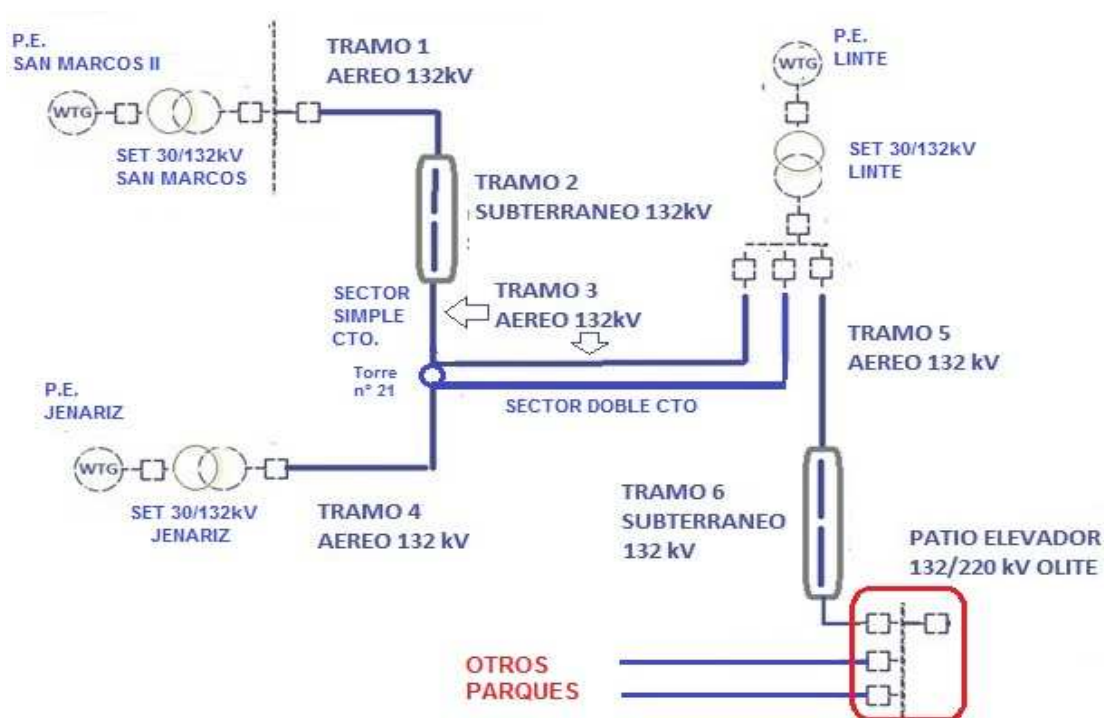 P.E.
SAN MARCOS II
WTG
SET 30/132kV
SAN MARCOS
TRAMO 1
AEREO 132kV
P.E.
LINTE
WTG
SET 30/132kV
LINTE
TRAMO 2
SUBTERRANEO 132kV
SECTOR
SIMPLE
CTO.
TRAMO 3
AEREO 132kV
Torre
n° 21
SECTOR DOBLE CTO
TRAMO 5
AEREO 132 kV
P.E.
JENARIZ
WTG
SET 30/132kV
JENARIZ
TRAMO 4
AEREO 132 kV
TRAMO 6
SUBTERRANEO
132 kV
PATIO ELEVADOR
132/220 kV OLITE
OTROS
PARQUES